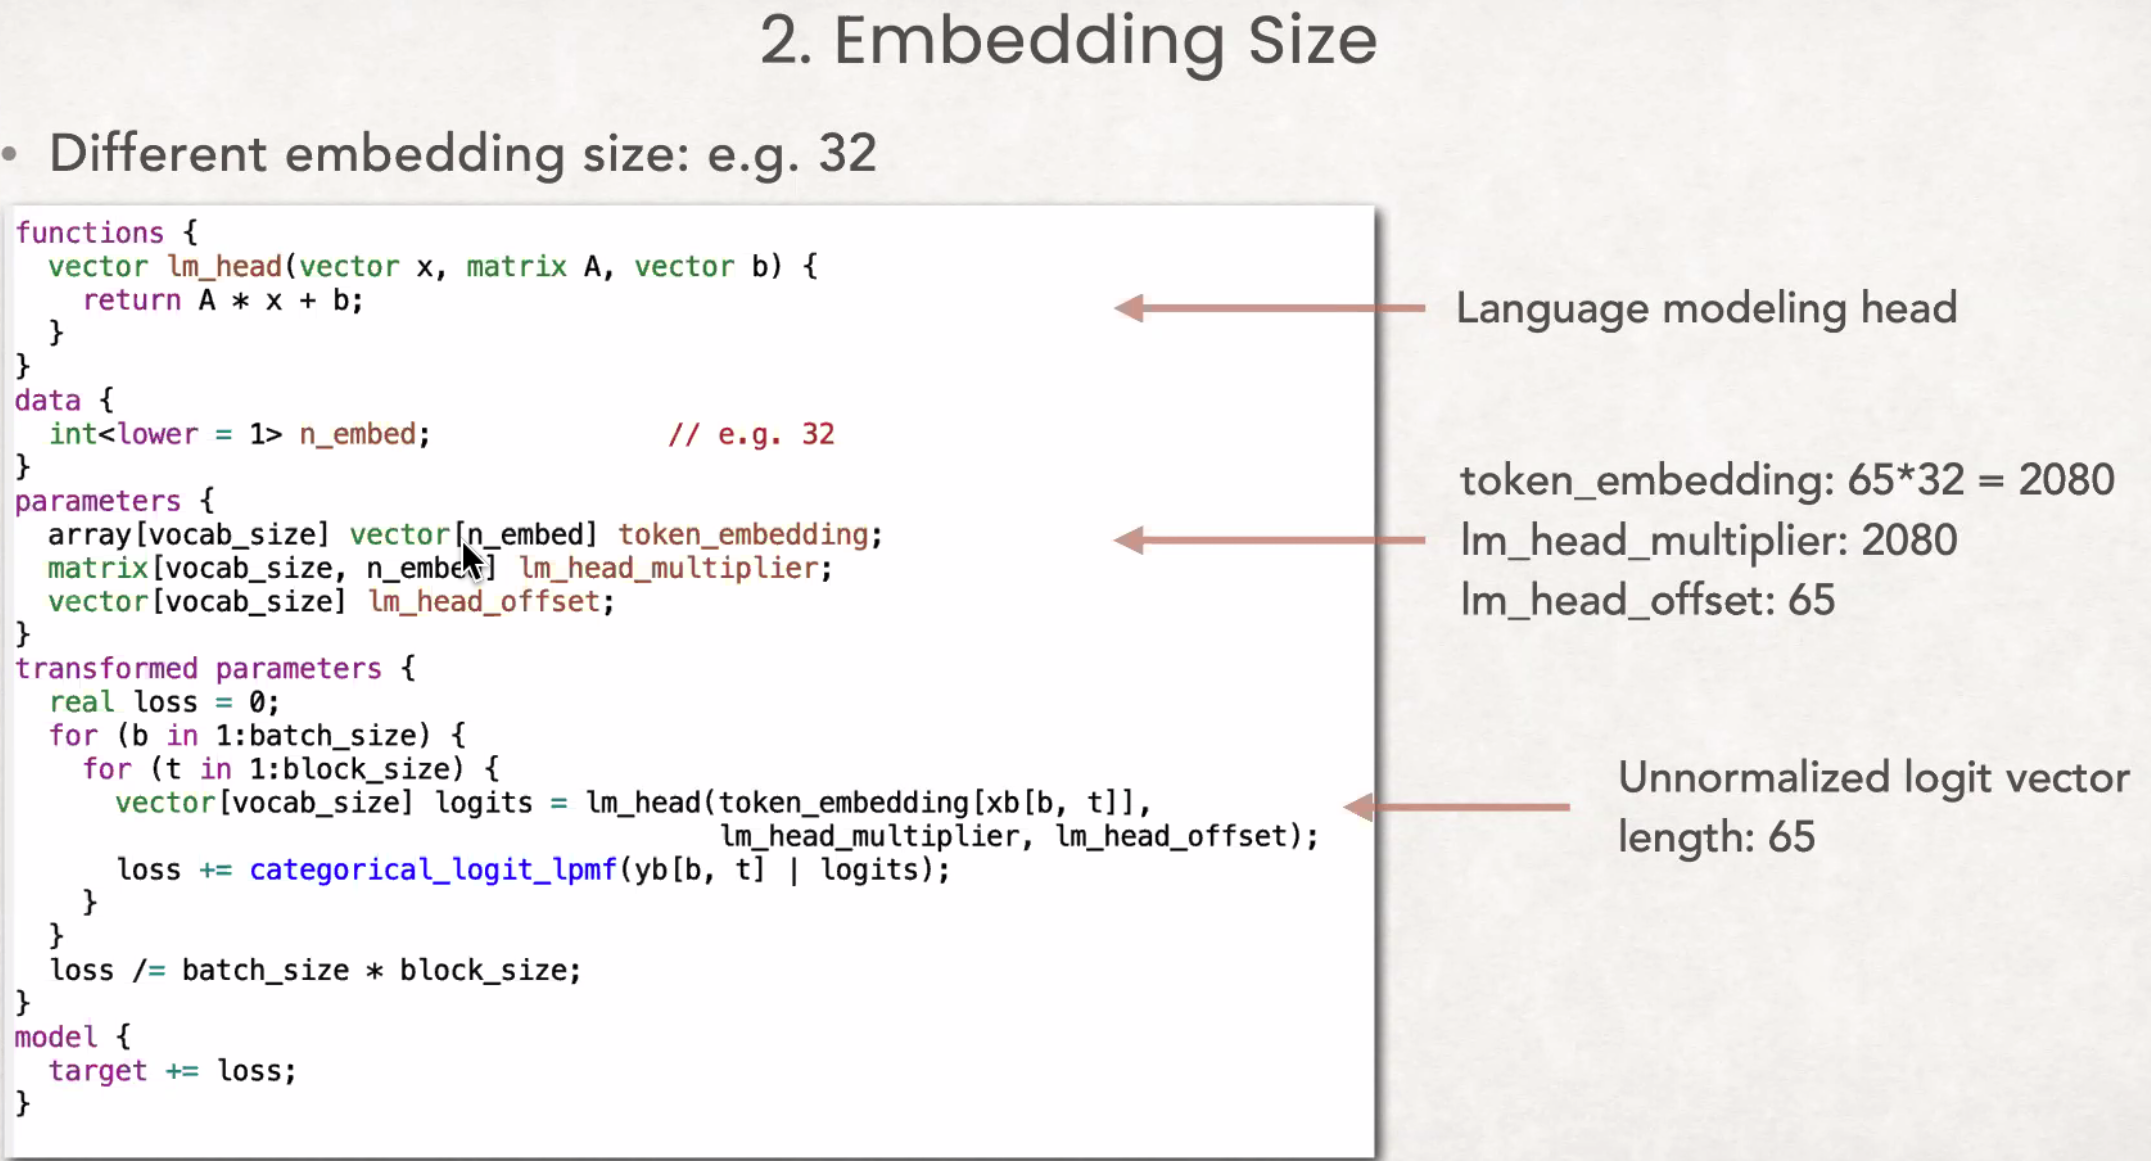 2. Embedding Size
• Different embedding size: e.g. 32
functions {
  vector lm_head(vector x, matrix A, vector b) {
    return A * x + b;
  }
}
data {
  int<lower = 1> n_embed;              // e.g. 32
}
parameters {
  array[vocab_size] vector[n_embed] token_embedding;
  matrix[vocab_size, n_embed] lm_head_multiplier;
  vector[vocab_size] lm_head_offset;
}
transformed parameters {
  real loss = 0;
  for (b in 1:batch_size) {
    for (t in 1:block_size) {
      vector[vocab_size] logits = lm_head(token_embedding[xb[b, t]],
                                          lm_head_multiplier, lm_head_offset);
      loss += categorical_logit_lpmf(yb[b, t] | logits);
    }
  }
  loss /= batch_size * block_size;
}
model {
  target += loss;
}
Language modeling head
token_embedding: 65*32 = 2080
lm_head_multiplier: 2080
lm_head_offset: 65
Unnormalized logit vector
length: 65